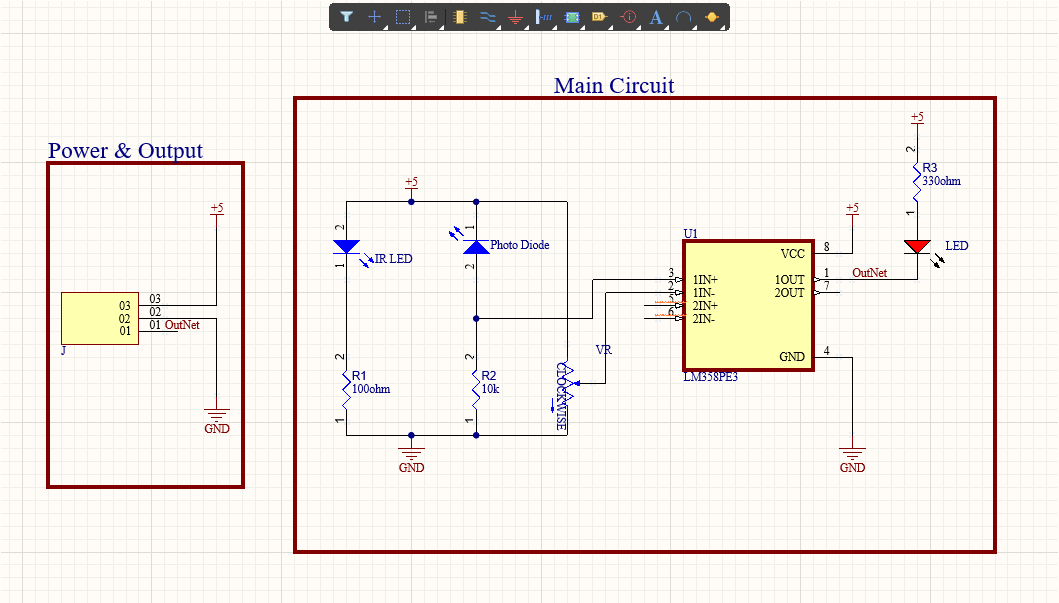 D1
A
Main Circuit
Power & Output
+5
2
R3
330ohm
1
+5
2
IR LED
1
1
Photo Diode
2
+5
+5
U1
VCC
8
LED
3
1IN+
1OUT
1
OutNet
2
1IN-
2OUT
7
5
2IN+
6
2IN-
GND
4
LM358PE3
VR
CLOCKWISE
2
R1
100ohm
1
2
R2
10k
1
GND
GND
03
03
02
02
01
01
OutNet
J
GND